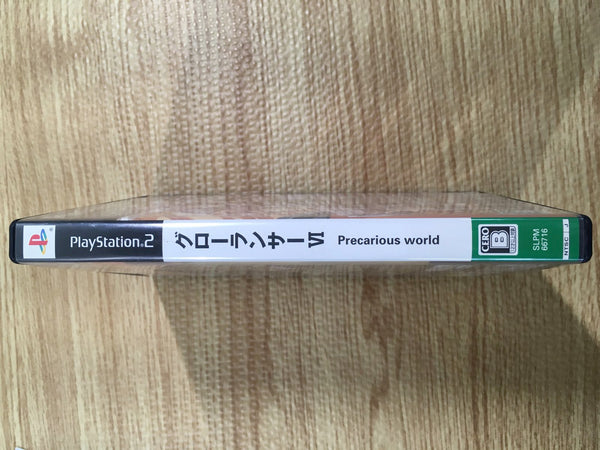 PlayStation.2
グローランサーVI
Precarious world
CERO
B
SLPM
66716
NTSC J